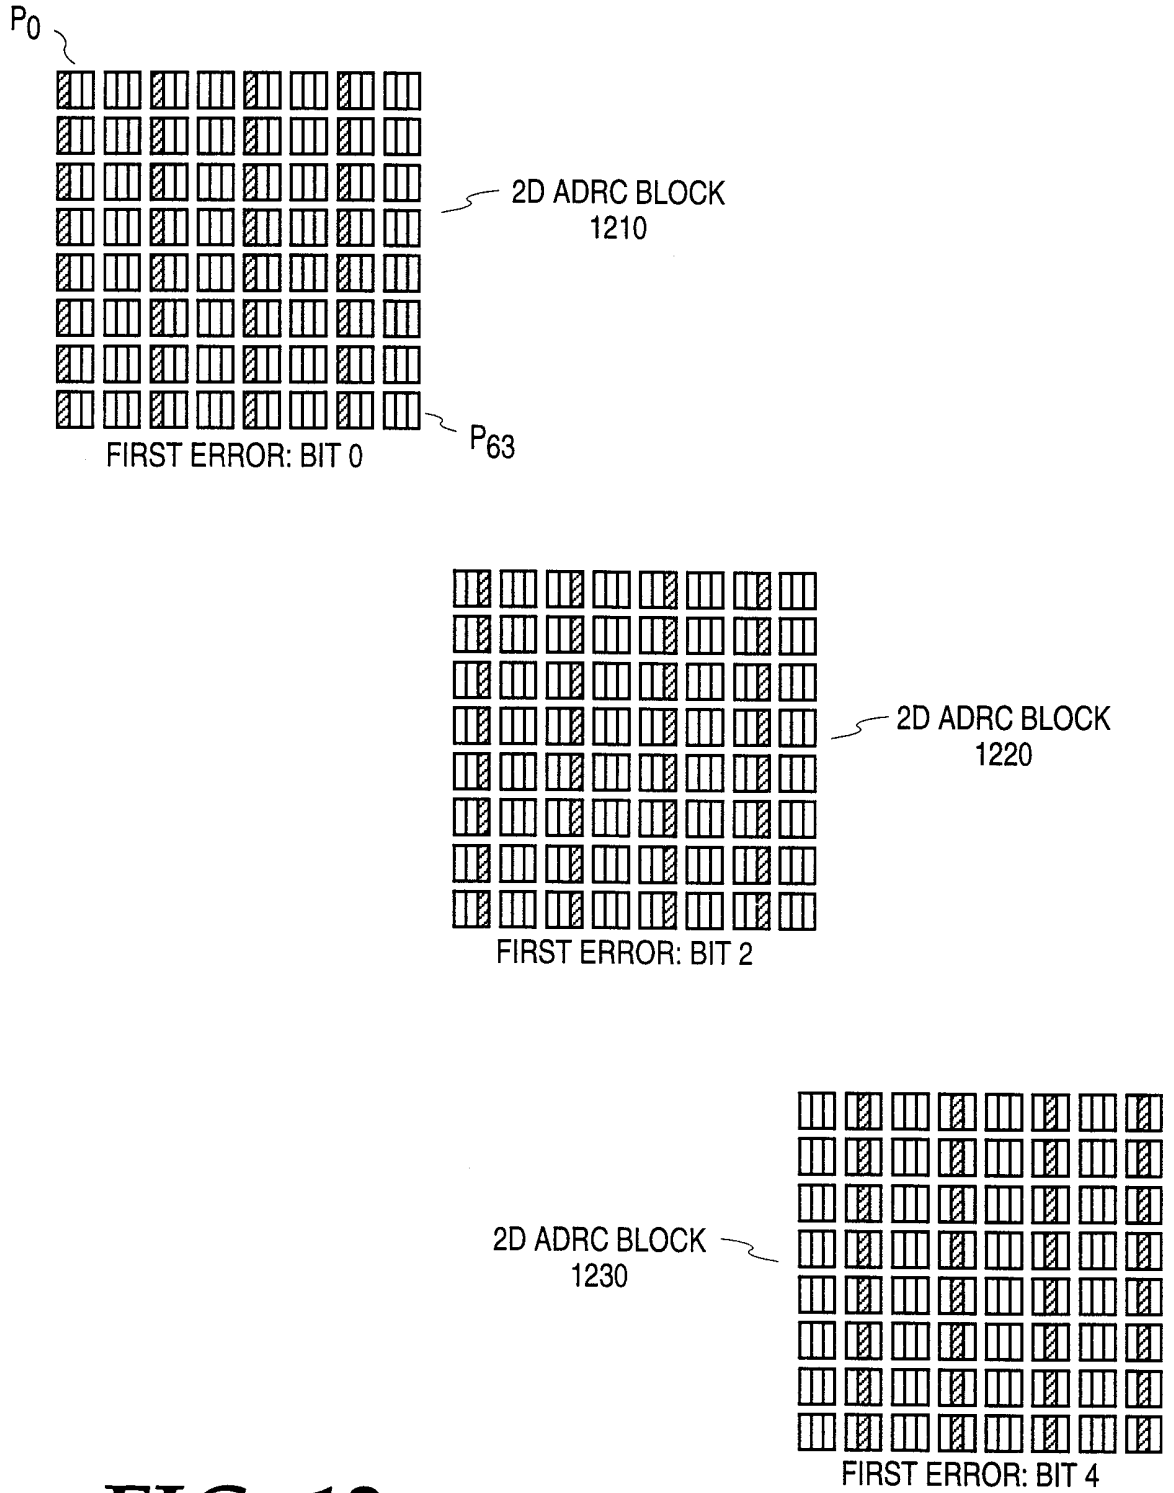 P0
2D ADRC BLOCK
1210
P63
FIRST ERROR: BIT 0
2D ADRC BLOCK
1220
FIRST ERROR: BIT 2
2D ADRC BLOCK
1230
FIRST ERROR: BIT 4